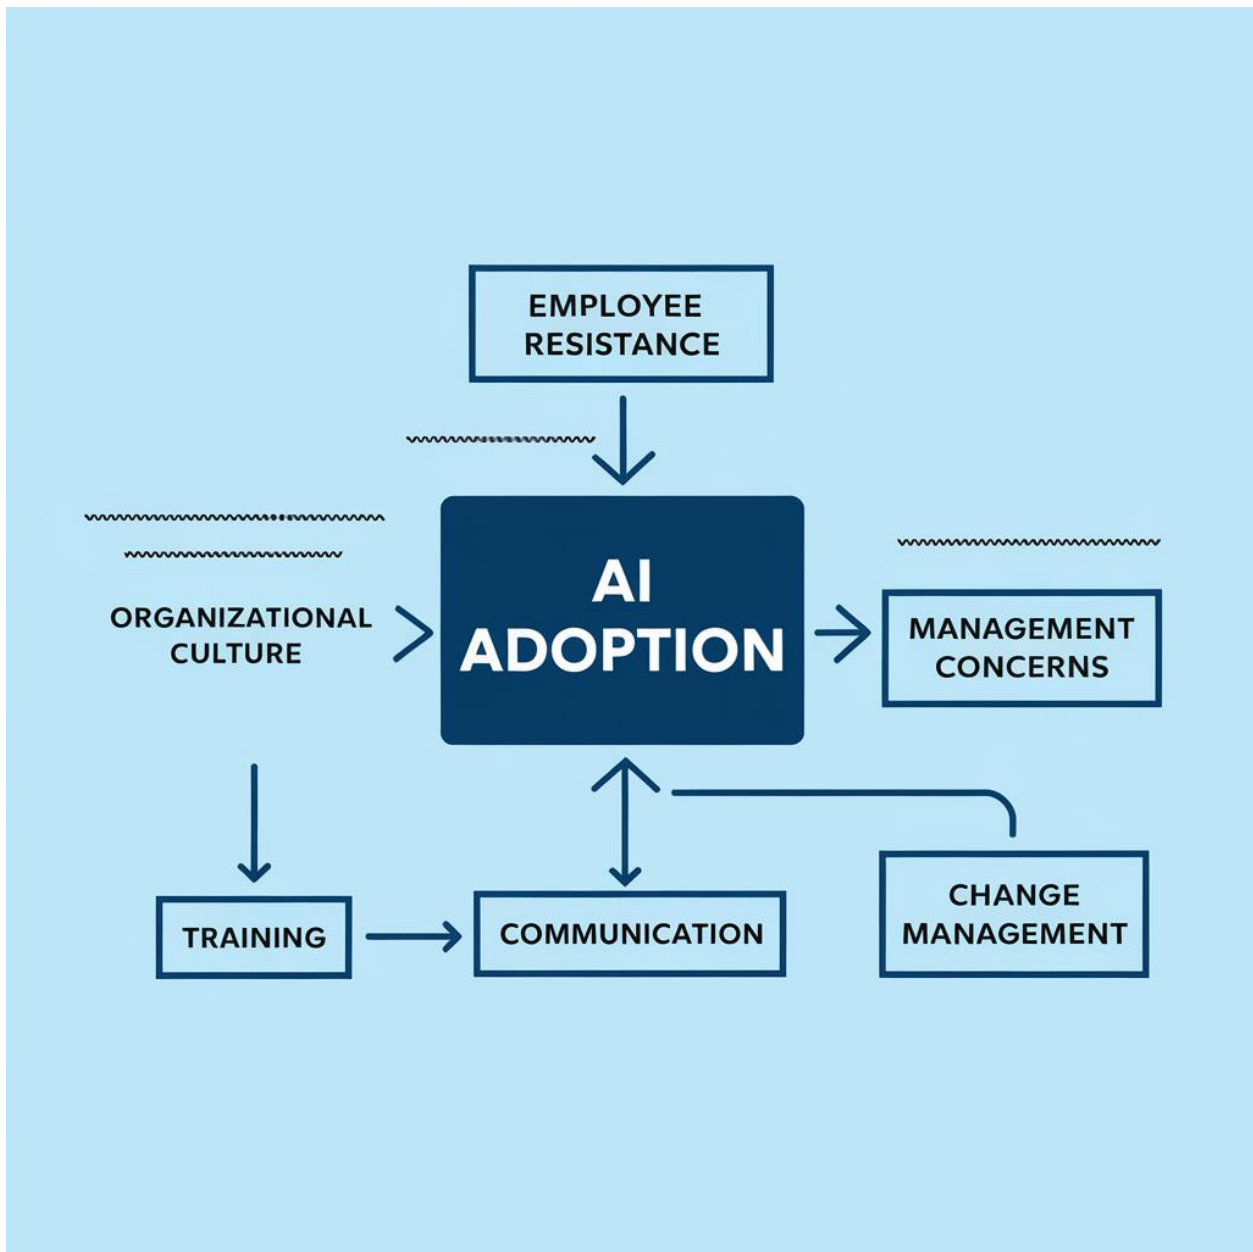 EMPLOYEE
RESISTANCE
AI
ADOPTION
ORGANIZATIONAL
CULTURE
MANAGEMENT
CONCERNS
TRAINING
COMMUNICATION
CHANGE
MANAGEMENT